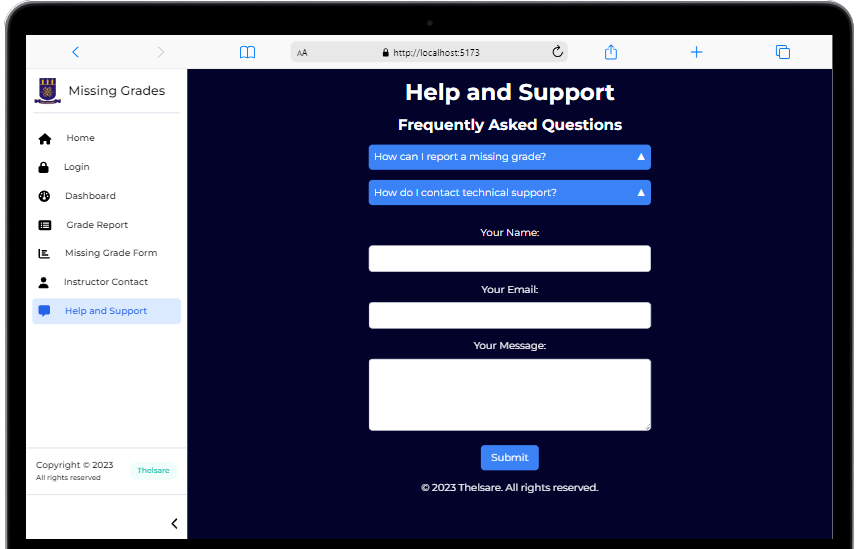 AA
http://localhost:5173
Missing Grades
Home
Login
Dashboard
Grade Report
Missing Grade Form
Instructor Contact
Help and Support
Copyright © 2023
All rights reserved
Thelsare
Help and Support
Frequently Asked Questions
How can I report a missing grade?
How do I contact technical support?
Your Name:
Your Email:
Your Message:
Submit
© 2023 Thelsare. All rights reserved.